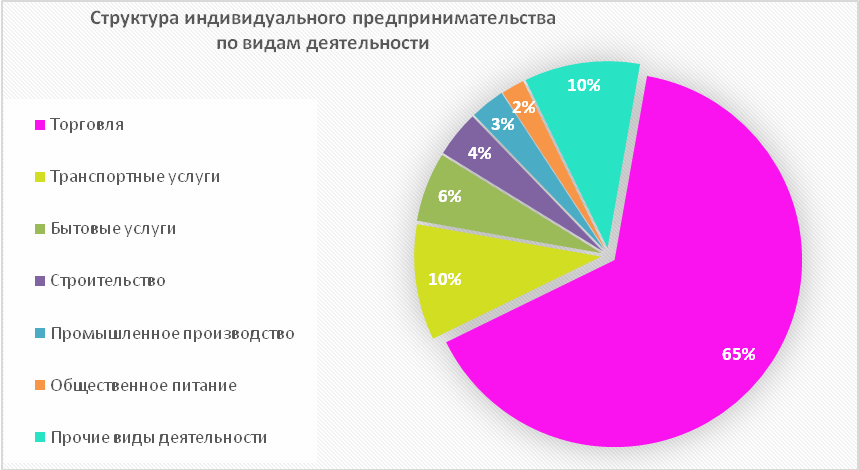 Структура индивидуального предпринимательства
по видам деятельности
Торговля
Транспортные услуги
Бытовые услуги
Строительство
Промышленное производство
Общественное питание
Прочие виды деятельности
10%
2%
3%
4%
6%
10%
65%